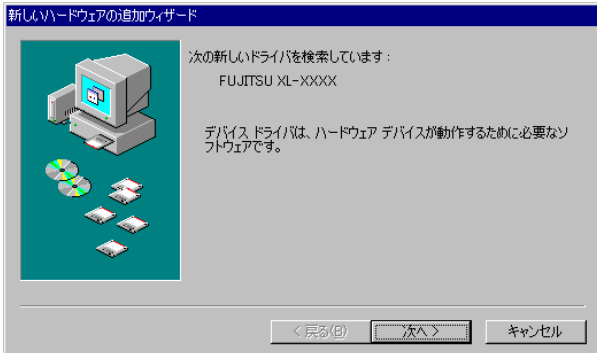 新しいハードウェアの追加ウィザード
次の新しいドライバを検索しています：
FUJITSU XL-XXXX
デバイス ドライバは、ハードウェア デバイスが動作するために必要なソ
フトウェアです。
< 戻る(B)
次へ >
キャンセル